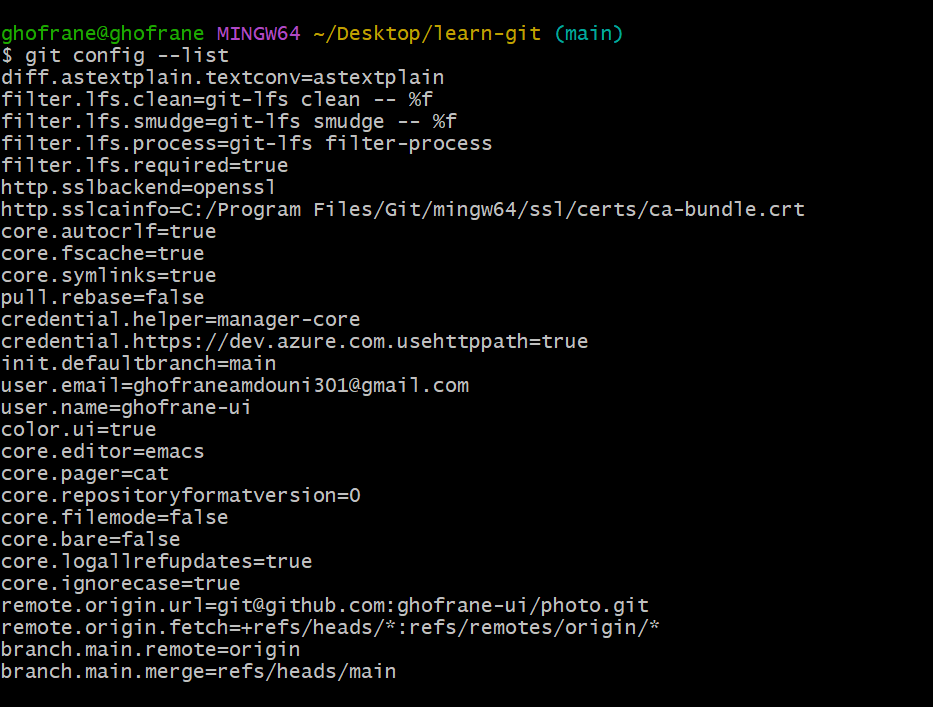 ghofrane@ghofrane MINGW64 ~/Desktop/learn-git (main)
$ git config --list
diff.astextplain.textconv=astextplain
filter.lfs.clean=git-lfs clean -- %f
filter.lfs.smudge=git-lfs smudge -- %f
filter.lfs.process=git-lfs filter-process
filter.lfs.required=true
http.sslbackend=openssl
http.sslcainfo=C:/Program Files/Git/mingw64/ssl/certs/ca-bundle.crt
core.autocrlf=true
core.fscache=true
core.symlinks=true
pull.rebase=false
credential.helper=manager-core
credential.https://dev.azure.com.usehttppath=true
init.defaultbranch=main
user.email=ghofraneamdouni301@gmail.com
user.name=ghofrane-ui
color.ui=true
core.editor=emacs
core.pager=cat
core.repositoryformatversion=0
core.filemode=false
core.bare=false
core.logallrefupdates=true
core.ignorecase=true
remote.origin.url=git@github.com:ghofrane-ui/photo.git
remote.origin.fetch=+refs/heads/*:refs/remotes/origin/*
branch.main.remote=origin
branch.main.merge=refs/heads/main